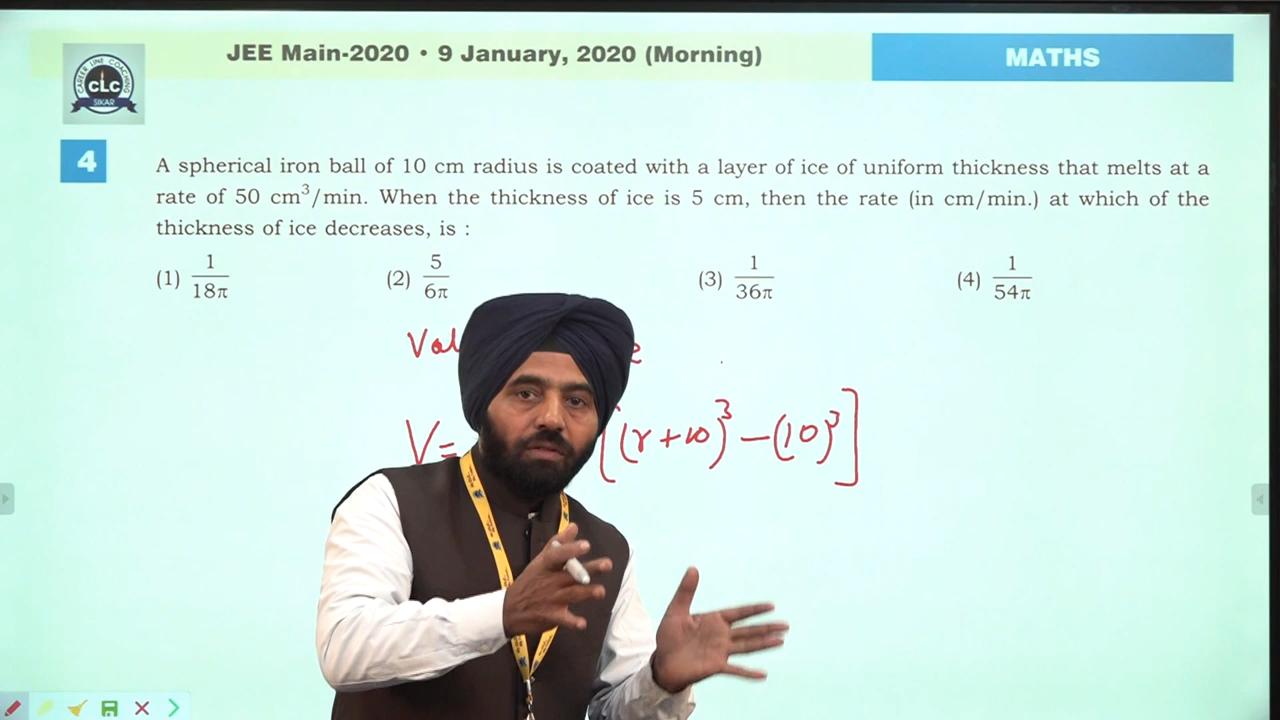 JEE Main-2020 • 9 January, 2020 (Morning)
MATHS
CAREER LINE COACHING
CLC
SIKAR
4
A spherical iron ball of 10 cm radius is coated with a layer of ice of uniform thickness that melts at a
rate of 50 cm³/min. When the thickness of ice is 5 cm, then the rate (in cm/min.) at which of the
thickness of ice decreases, is :
(1) 1/18π (2) 5/6π (3) 1/36π (4) 1/54π
V= [(r+10)³-(10)³]